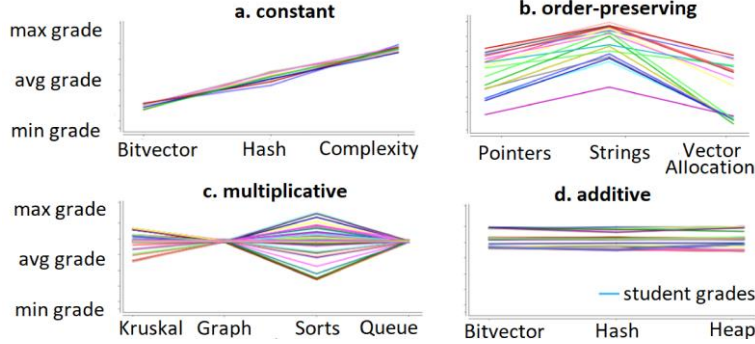 a. constant
max grade
avg grade
min grade
Bitvector Hash Complexity
b. order-preserving
Pointers Strings Vector
Allocation
c. multiplicative
max grade
avg grade
min grade
Kruskal Graph Sorts Queue
d. additive
student grades
Bitvector Hash Heap